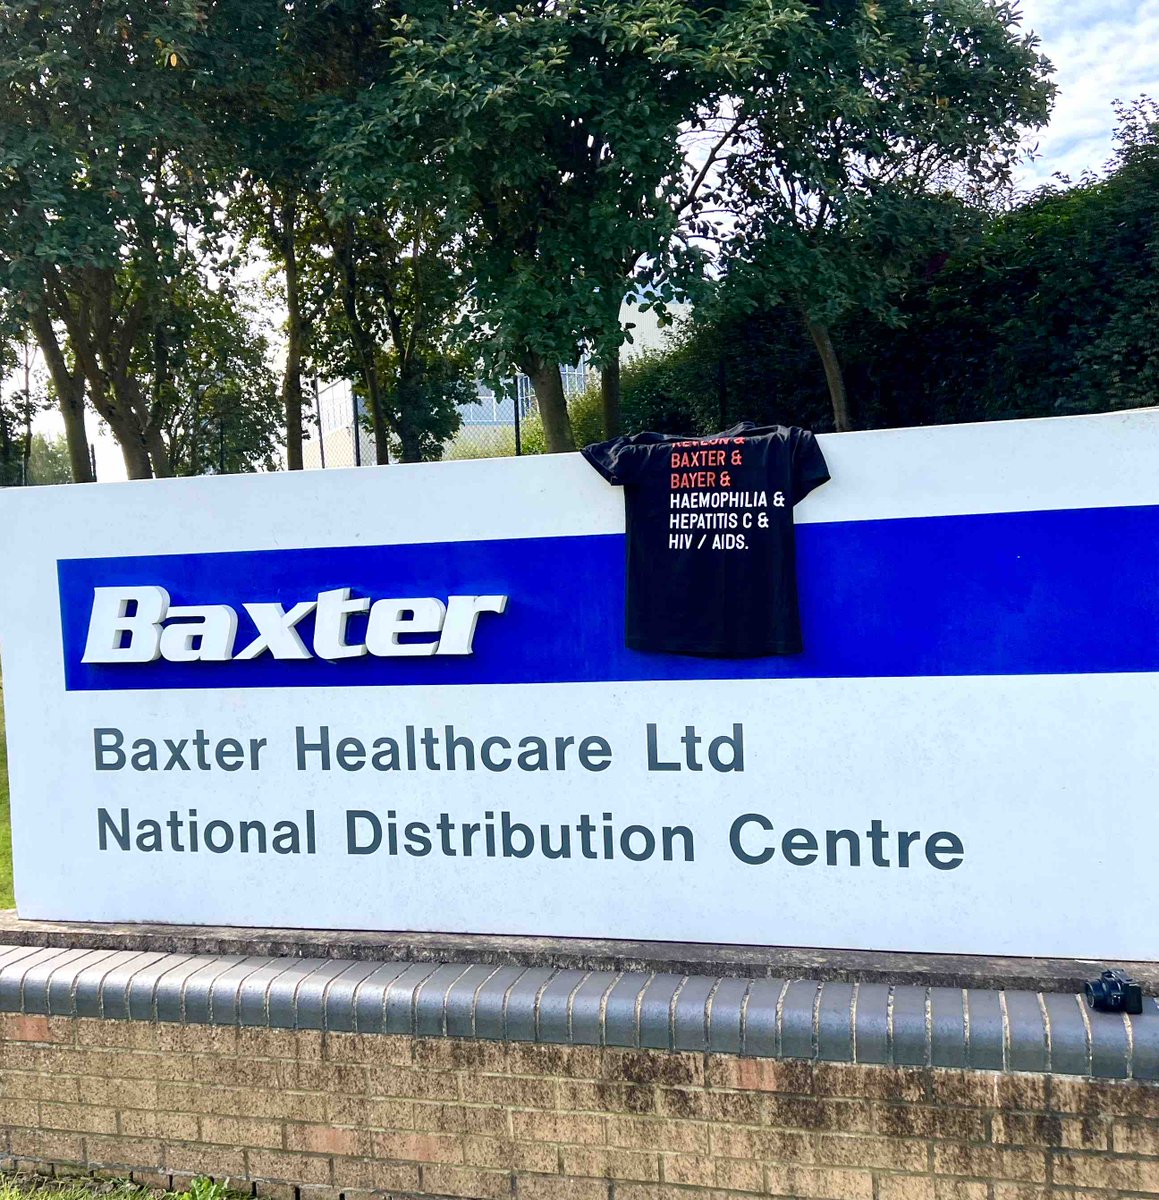 BAXTER &
BAYER &
HAEMOPHILIA &
HEPATITIS C &
HIV / AIDS.
Baxter
Baxter Healthcare Ltd
National Distribution Centre